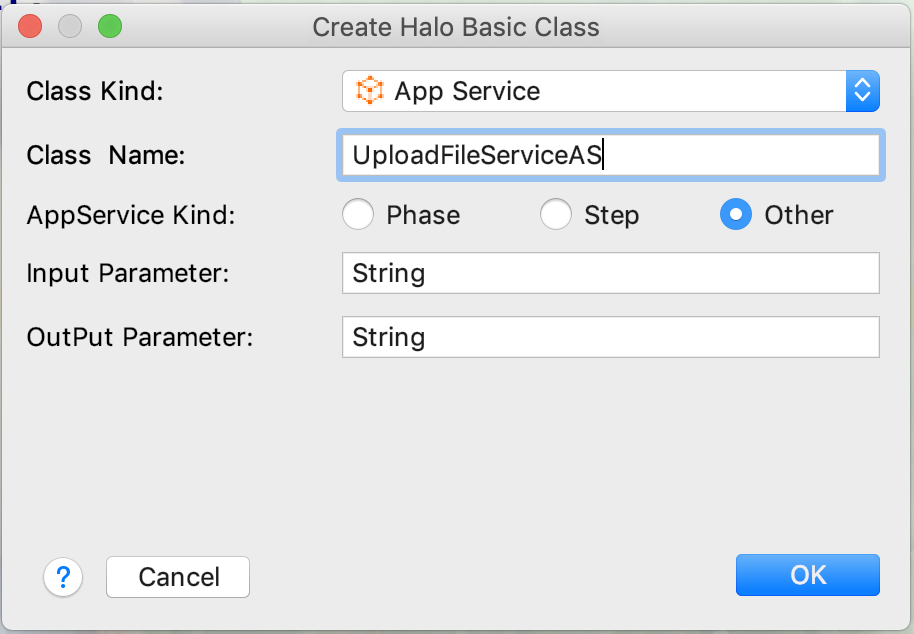 Create Halo Basic Class
Class Kind: App Service
Class Name: UploadFileServiceAS
AppService Kind: Phase Step Other
Input Parameter: String
OutPut Parameter: String
? Cancel OK